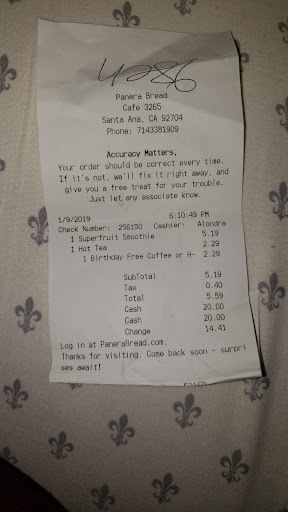 Panera Bread
Cafe 3265
Santa Ana, CA 92704
Phone: 7143381909
Accuracy Matters,
Your order should be correct every time.
If it's not, we'll fix it right away, and
give you a free treat for your trouble.
Just let any associate know.
1/9/2019 6:10:49 PM
Check Number: 256150 Cashier: Alondra
1 Superfruit Smoothie 5.19
1 Hot Tea 2.29
1 Birthday Free Coffee or H- 2.29
SubTotal 5.19
Tax 0.40
Total 5.59
Cash 20.00
Cash 20.00
Change 14.41
Log in at PaneraBread.com.
Thanks for visiting. Come back soon - surpri
ses await!